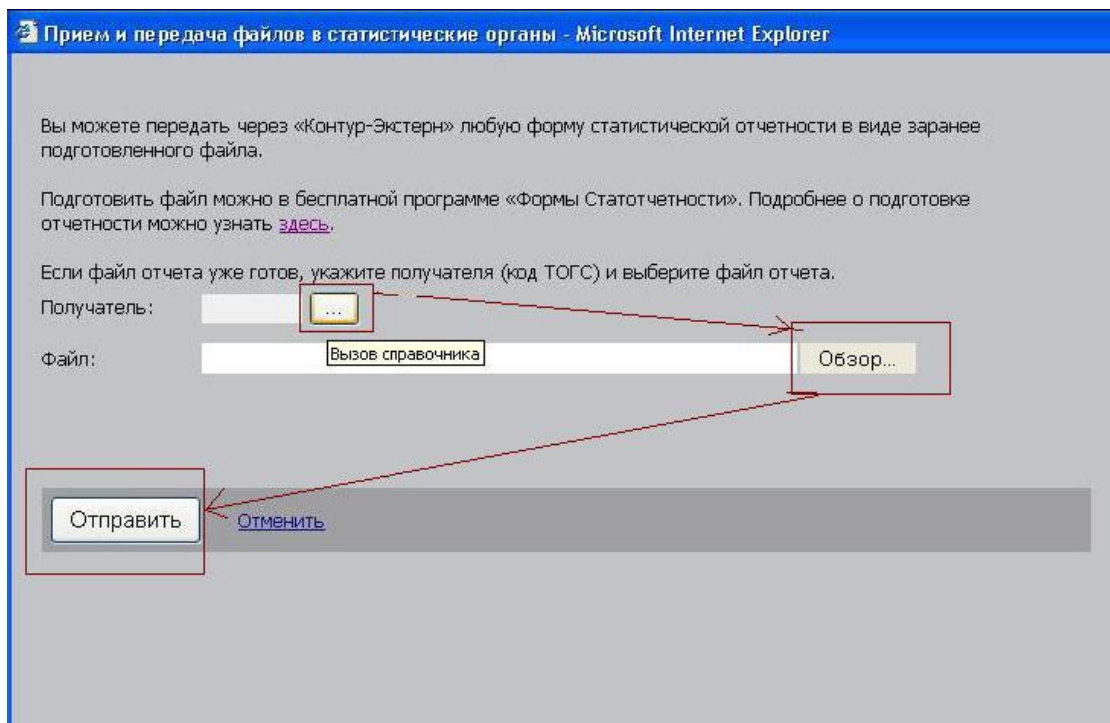 Прием и передача файлов в статистические органы - Microsoft Internet Explorer
Вы можете передать через «Контур-Экстерн» любую форму статистической отчетности в виде заранее
подготовленного файла.
Подготовить файл можно в бесплатной программе «Формы Статотчетности». Подробнее о подготовке
отчетности можно узнать здесь.
Если файл отчета уже готов, укажите получателя (код ТОГС) и выберите файл отчета.
Получатель: ...
Вызов справочника
Файл: Обзор...
Отправить Отменить